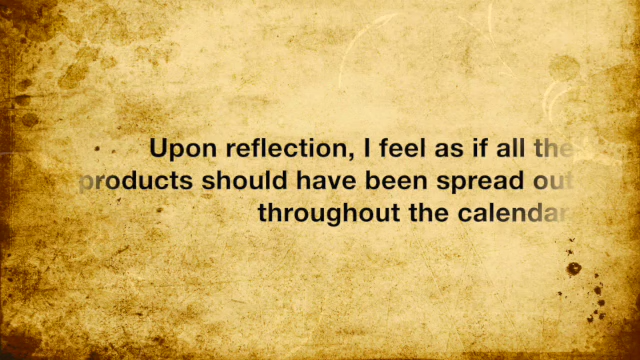 Upon reflection, I feel as if all the
products should have been spread out
throughout the calendar